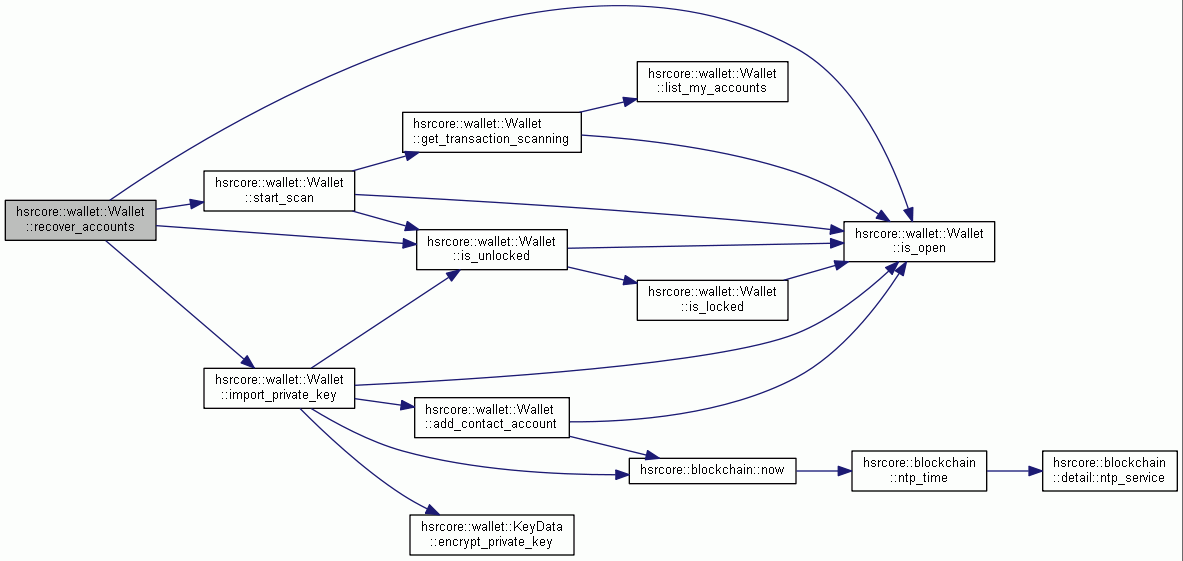 hsrcore::wallet::Wallet
::recover_accounts
hsrcore::wallet::Wallet
::start_scan
hsrcore::wallet::Wallet
::import_private_key
hsrcore::wallet::Wallet
::get_transaction_scanning
hsrcore::wallet::Wallet
::is_unlocked
hsrcore::wallet::Wallet
::add_contact_account
hsrcore::wallet::KeyData
::encrypt_private_key
hsrcore::wallet::Wallet
::list_my_accounts
hsrcore::wallet::Wallet
::is_locked
hsrcore::blockchain::now
hsrcore::wallet::Wallet
::is_open
hsrcore::blockchain
::ntp_time
hsrcore::blockchain
::detail::ntp_service